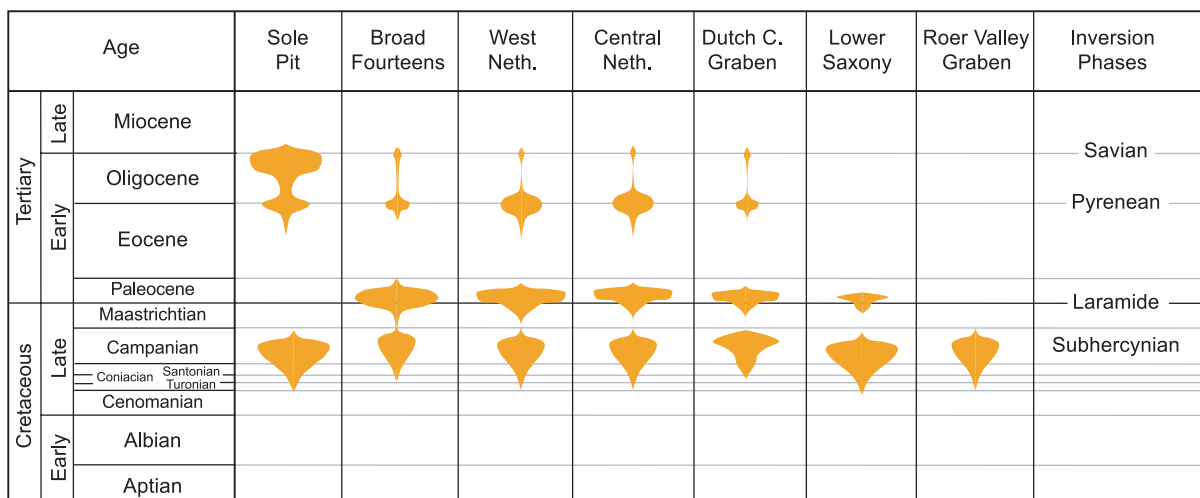 Age
Sole
Pit
Broad
Fourteens
West
Neth.
Central
Neth.
Dutch C.
Graben
Lower
Saxony
Roer Valley
Graben
Inversion
Phases
Tertiary
Late
Miocene
Savian
Early
Oligocene
Pyrenean
Eocene
Paleocene
Laramide
Cretaceous
Late
Maastrichtian
Campanian
Subhercynian
Santonian
Coniacian
Turonian
Cenomanian
Early
Albian
Aptian